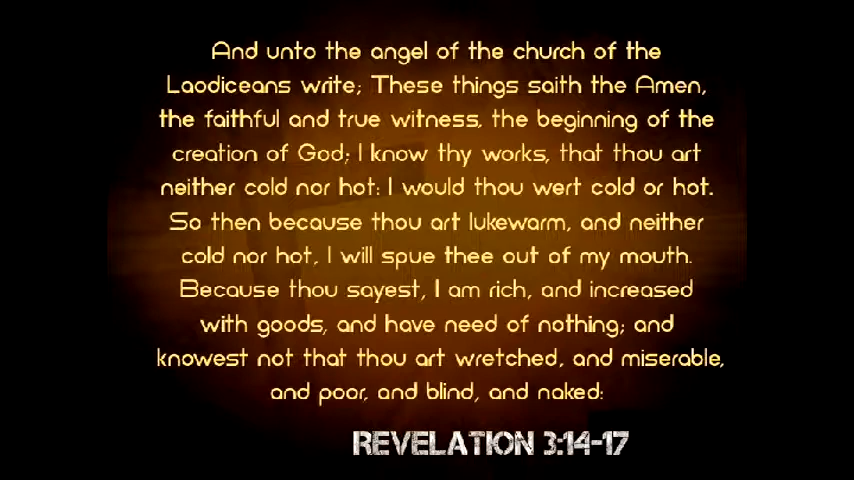 And unto the angel of the church of the
Laodiceans write; These things saith the Amen,
the faithful and true witness, the beginning of the
creation of God; I know thy works, that thou art
neither cold nor hot: I would thou wert cold or hot.
So then because thou art lukewarm, and neither
cold nor hot, I will spue thee out of my mouth.
Because thou sayest, I am rich, and increased
with goods, and have need of nothing; and
knowest not that thou art wretched, and miserable,
and poor, and blind, and naked:
REVELATION 3:14-17